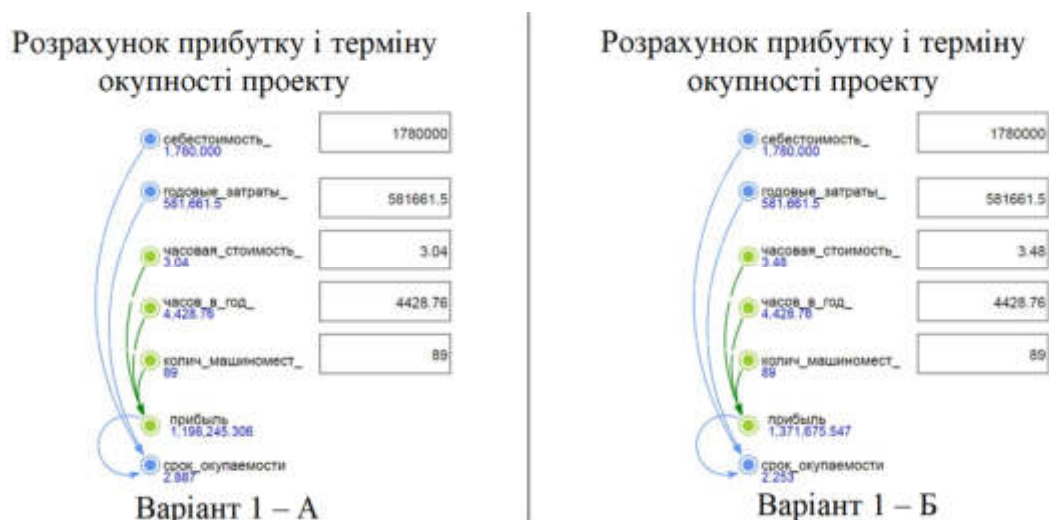 Розрахунок прибутку і терміну
окупності проекту
себестоимость_
1,780,000
1780000
годовые_затраты_
581,661.5
581661.5
часовая_стоимость_
3.04
3.04
часов_в_год_
4,428.76
4428.76
колич_машиномест_
89
89
прибыль
1,198,245.306
срок_окупаемости
2.887
Варіант 1 – А
Розрахунок прибутку і терміну
окупності проекту
себестоимость_
1,780,000
1780000
годовые_затраты_
581,661.5
581661.5
часовая_стоимость_
3.48
3.48
часов_в_год_
4,428.76
4428.76
колич_машиномест_
89
89
прибыль
1,371,675.547
срок_окупаемости
2.253
Варіант 1 – Б